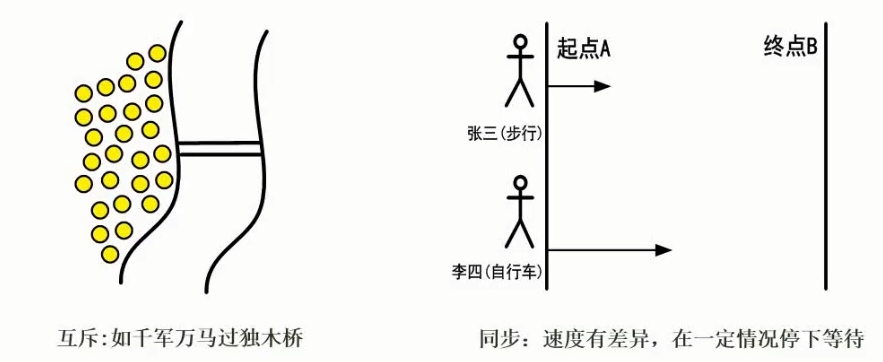 起点A
终点B
张三(步行)
李四(自行车)
互斥:如千军万马过独木桥
同步：速度有差异，在一定情况停下等待